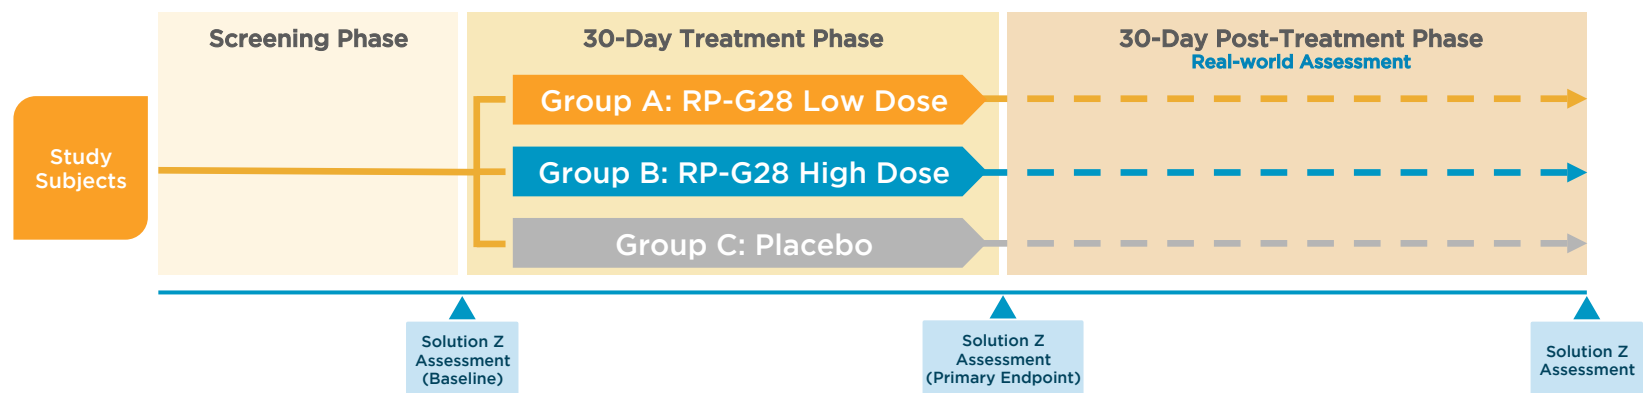 Screening Phase
30-Day Treatment Phase
30-Day Post-Treatment Phase
Real-world Assessment
Study
Subjects
Group A: RP-G28 Low Dose
Group B: RP-G28 High Dose
Group C: Placebo
Solution Z
Assessment
(Baseline)
Solution Z
Assessment
(Primary Endpoint)
Solution Z
Assessment